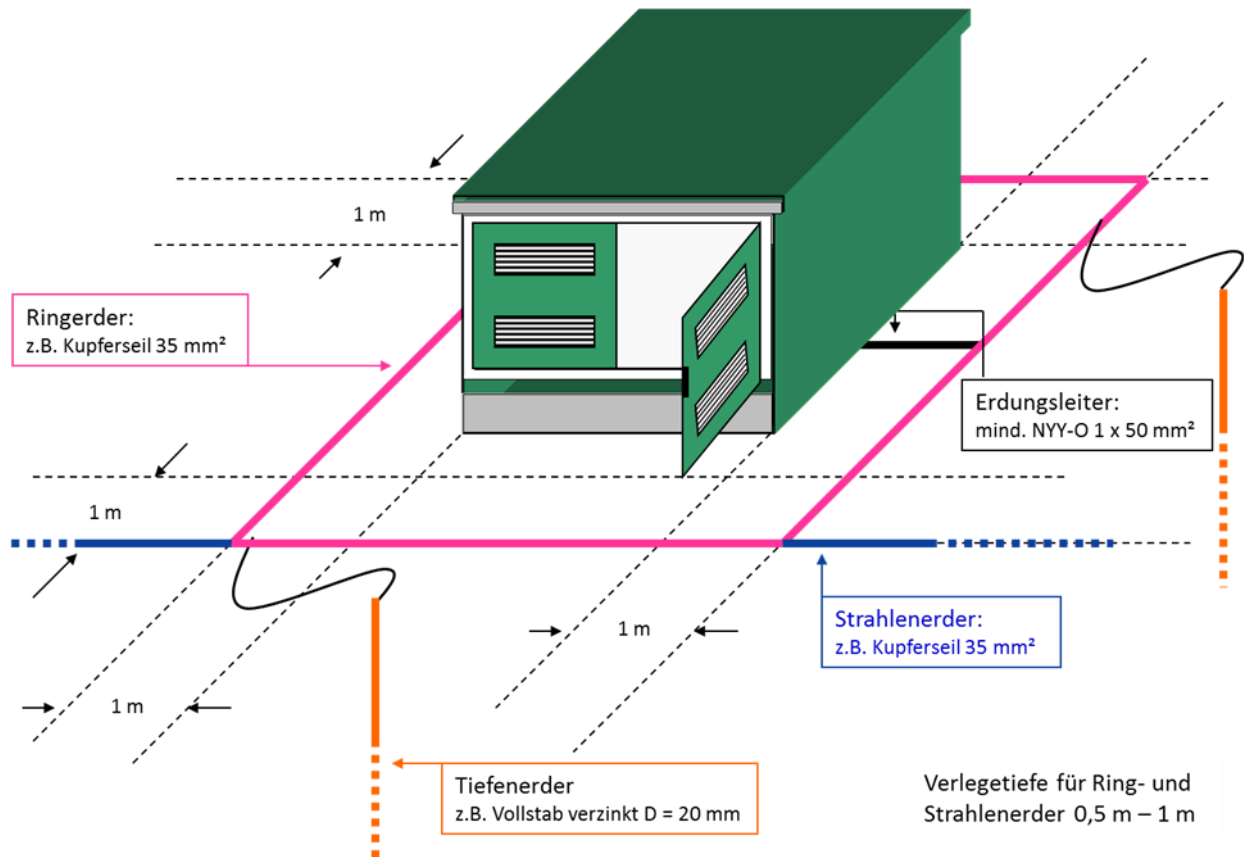 1 m
Ringerder:
z.B. Kupferseil 35 mm²
Erdungsleiter:
mind. NYY-O 1 x 50 mm²
1 m
1 m
Strahlenerder:
z.B. Kupferseil 35 mm²
1 m
Tiefenerder
z.B. Vollstab verzinkt D = 20 mm
Verlegetiefe für Ring- und
Strahlenerder 0,5 m – 1 m